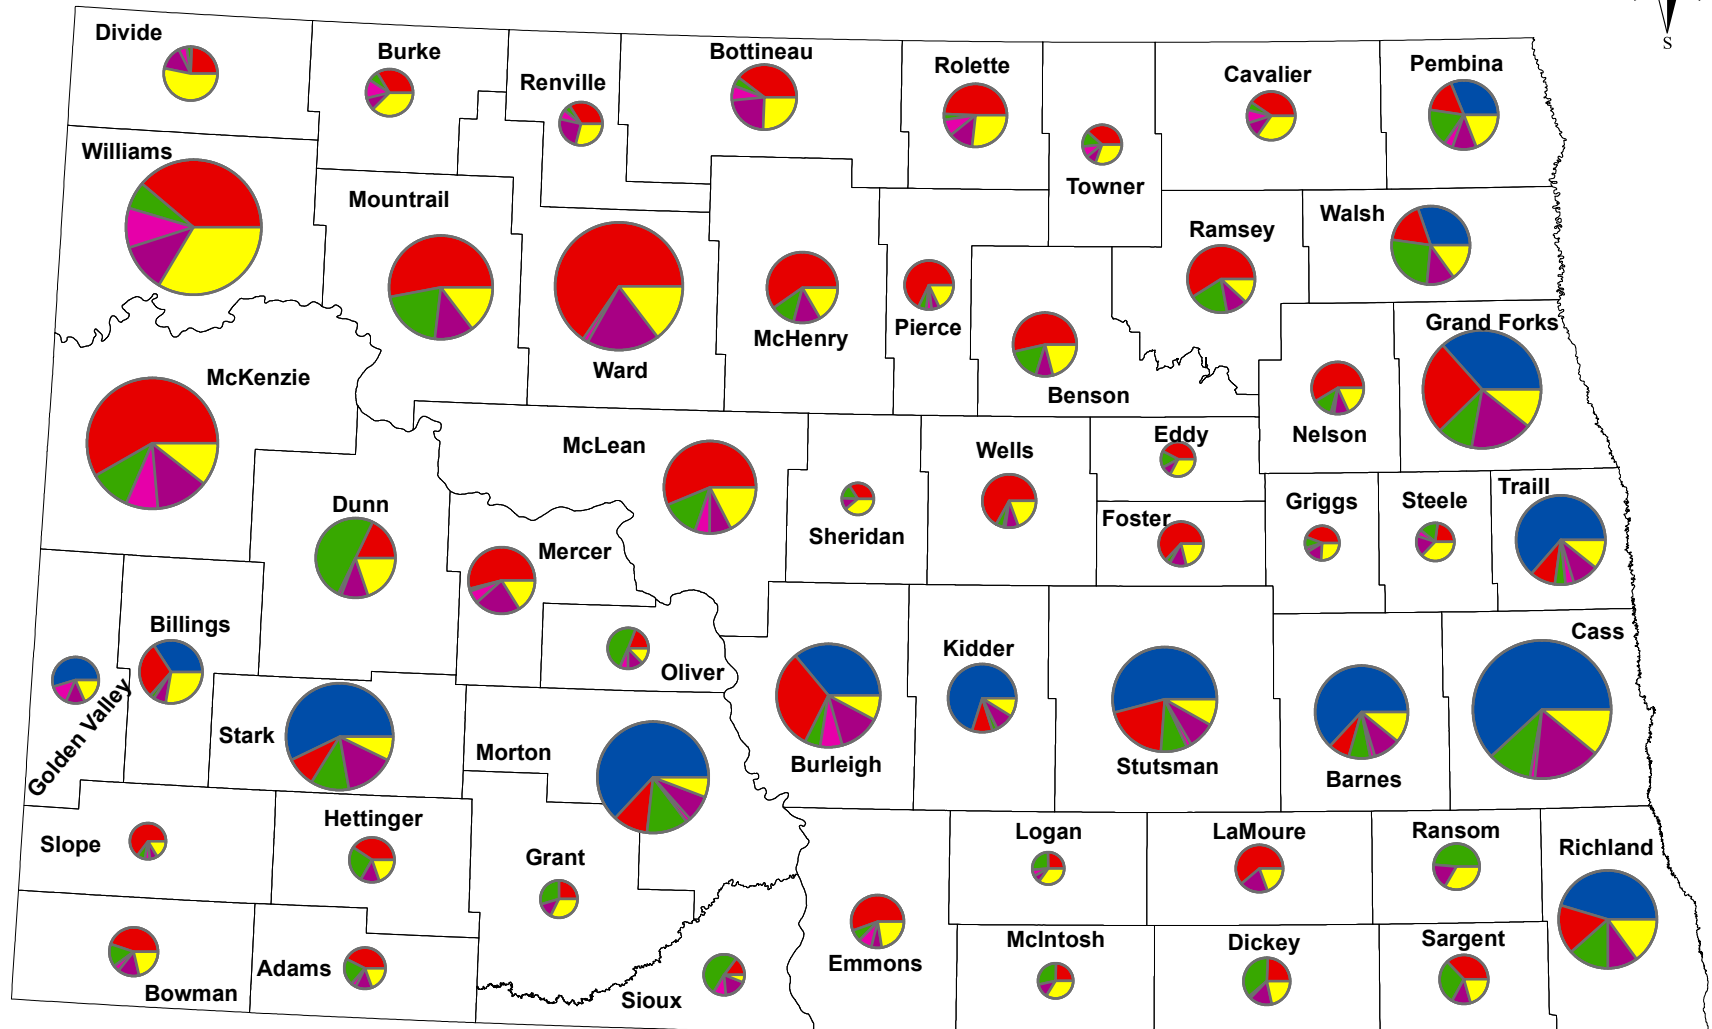 S
Divide
Burke
Renville
Bottineau
Rolette
Towner
Cavalier
Pembina
Williams
Mountrail
Ward
McHenry
Pierce
Benson
Ramsey
Walsh
Grand Forks
McKenzie
McLean
Sheridan
Wells
Eddy
Foster
Nelson
Griggs
Steele
Traill
Dunn
Mercer
Oliver
Billings
Golden Valley
Stark
Morton
Burleigh
Kidder
Stutsman
Barnes
Cass
Slope
Hettinger
Grant
Logan
LaMoure
Ransom
Richland
Bowman
Adams
Sioux
Emmons
McIntosh
Dickey
Sargent